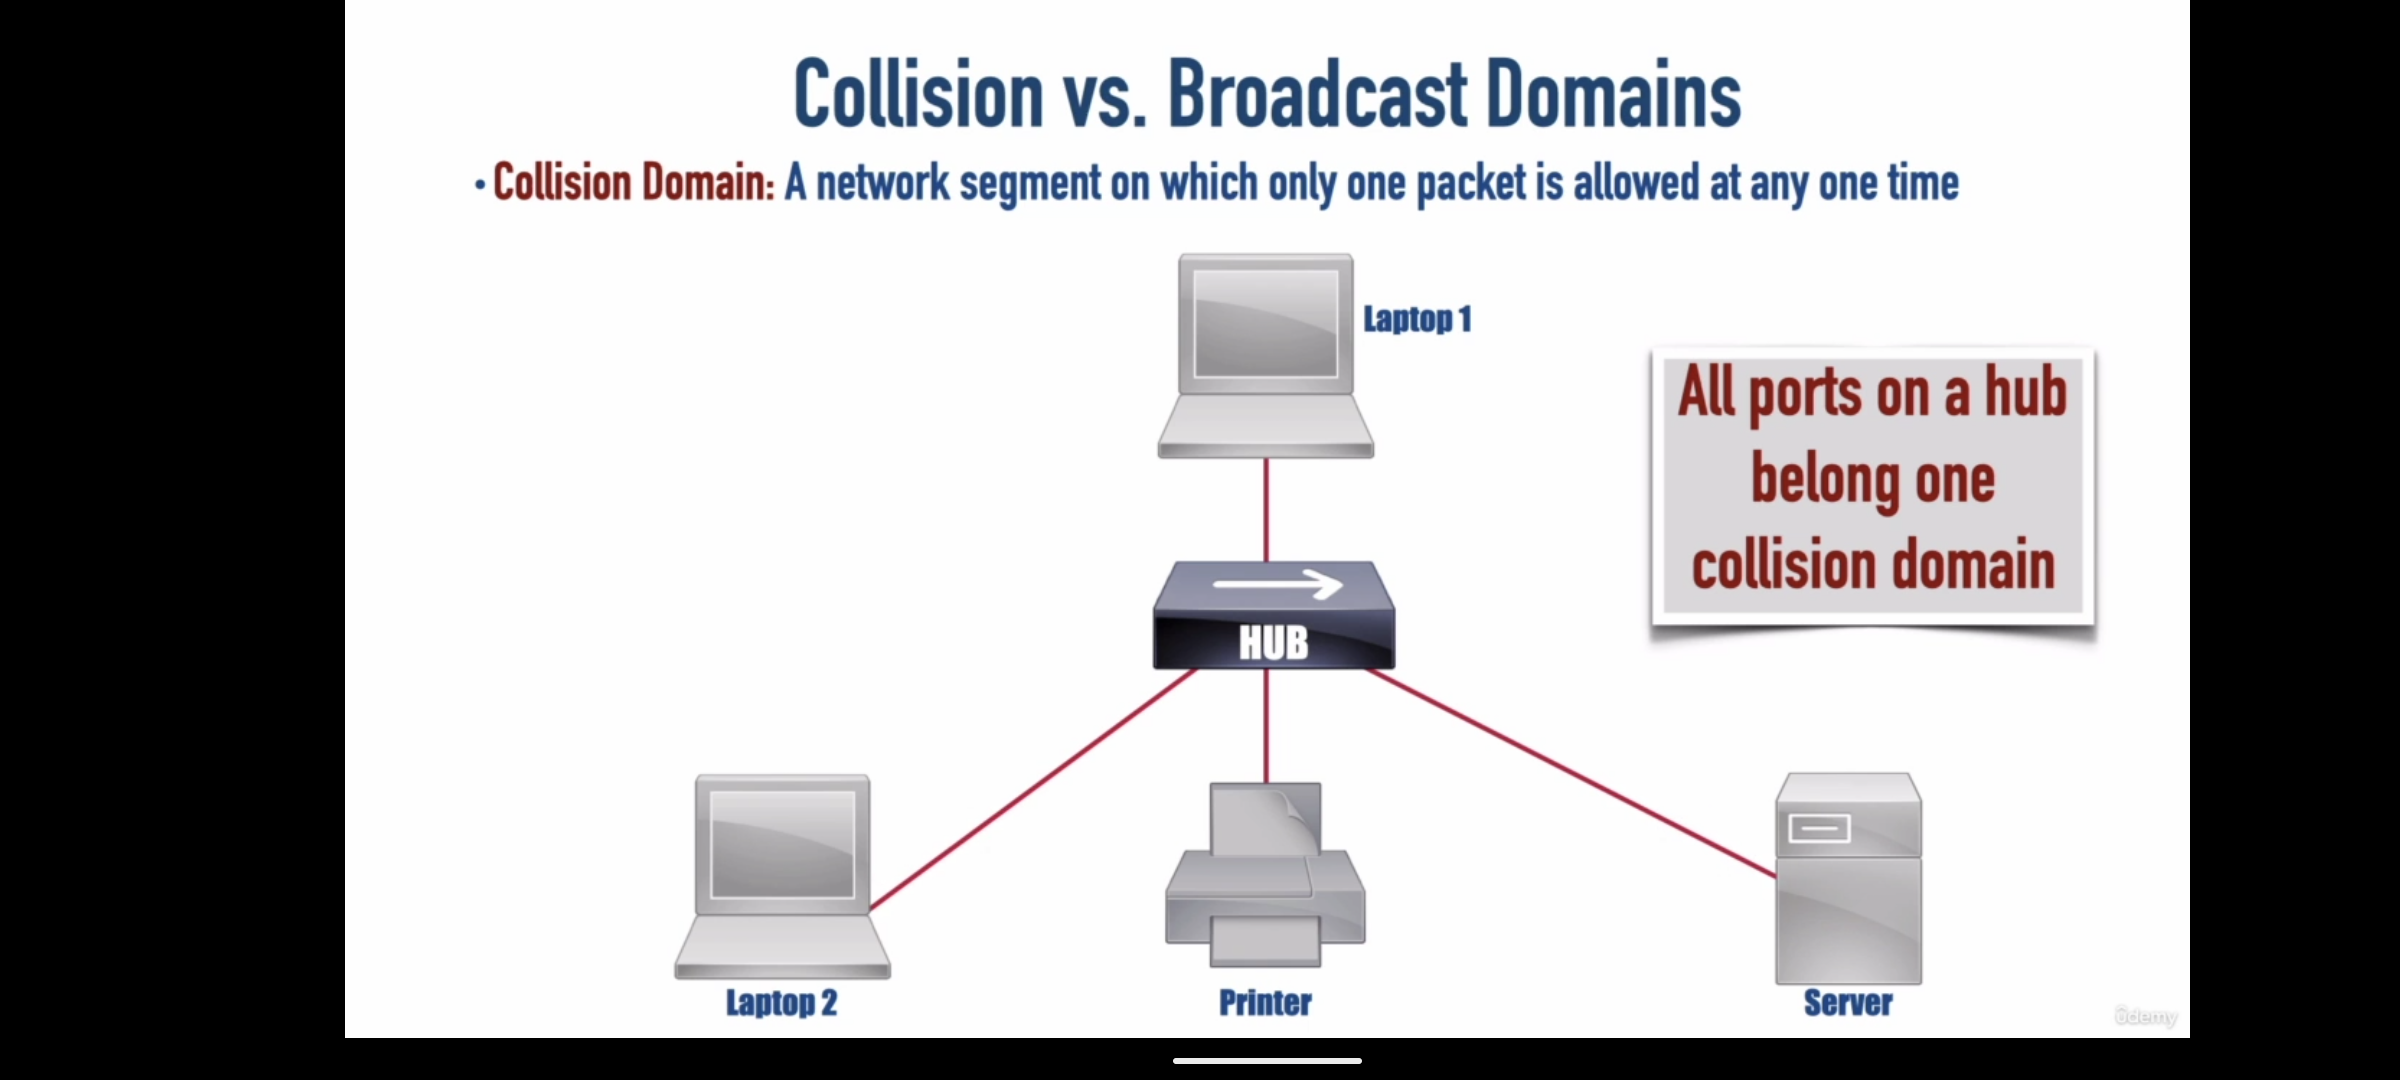 Collision vs. Broadcast Domains
• Collision Domain: A network segment on which only one packet is allowed at any one time
Laptop 1
All ports on a hub
belong one
collision domain
HUB
Laptop 2
Printer
Server
ûdemy